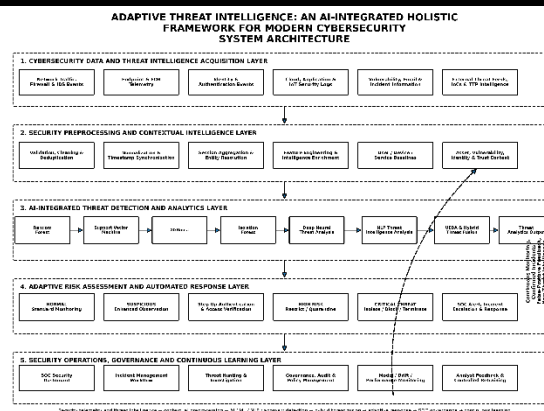 ADAPTIVE THREAT INTELLIGENCE: AN AI-INTEGRATED HOLISTIC
FRAMEWORK FOR MODERN CYBERSECURITY
SYSTEM ARCHITECTURE
1. CYBERSECURITY DATA AND THREAT INTELLIGENCE ACQUISITION LAYER
Network Traffic,
Firewall & IDS Events
Endpoint & EDR
Telemetry
Identity &
Authentication Events
Cloud, Application &
IoT Security Logs
Vulnerability, Email &
Incident Information
External Threat Feeds,
IoCs & TTP Intelligence
2. SECURITY PREPROCESSING AND CONTEXTUAL INTELLIGENCE LAYER
Validation, Cleaning &
Deduplication
Normalization &
Timestamp Synchronization
Session Aggregation &
Entity Resolution
Feature Engineering &
Intelligence Enrichment
User / Device /
Service Baselines
Asset, Vulnerability,
Identity & Trust Context
3. AI-INTEGRATED THREAT DETECTION AND ANALYTICS LAYER
Forest
Support Vector
Machine
Isolation
Forest
Deep Neural
Threat Analysis
NLP Threat
Intelligence Analysis
& Hybrid
Threat Fusion
Threat
Analytics
4. ADAPTIVE RISK ASSESSMENT AND AUTOMATED RESPONSE LAYER
NORMAL
Standard Monitoring
SUSPICIOUS
Enhanced Observation
Step-Up Authentication
& Access Verification
HIGH RISK
Restrict / Quarantine
CRITICAL THREAT
Isolate / Block / Terminate
SOC Alert, Incident
Escalation & Response
5. SECURITY OPERATIONS, GOVERNANCE AND CONTINUOUS LEARNING LAYER
SOC Security
Dashboard
Incident Management
Workflow
Threat Hunting &
Investigation
Governance, Audit &
Policy Management
Model / Drift /
Performance Monitoring
Analyst Feedback &
Controlled Retraining
Continuous Monitoring,
Confirmed Incidents,